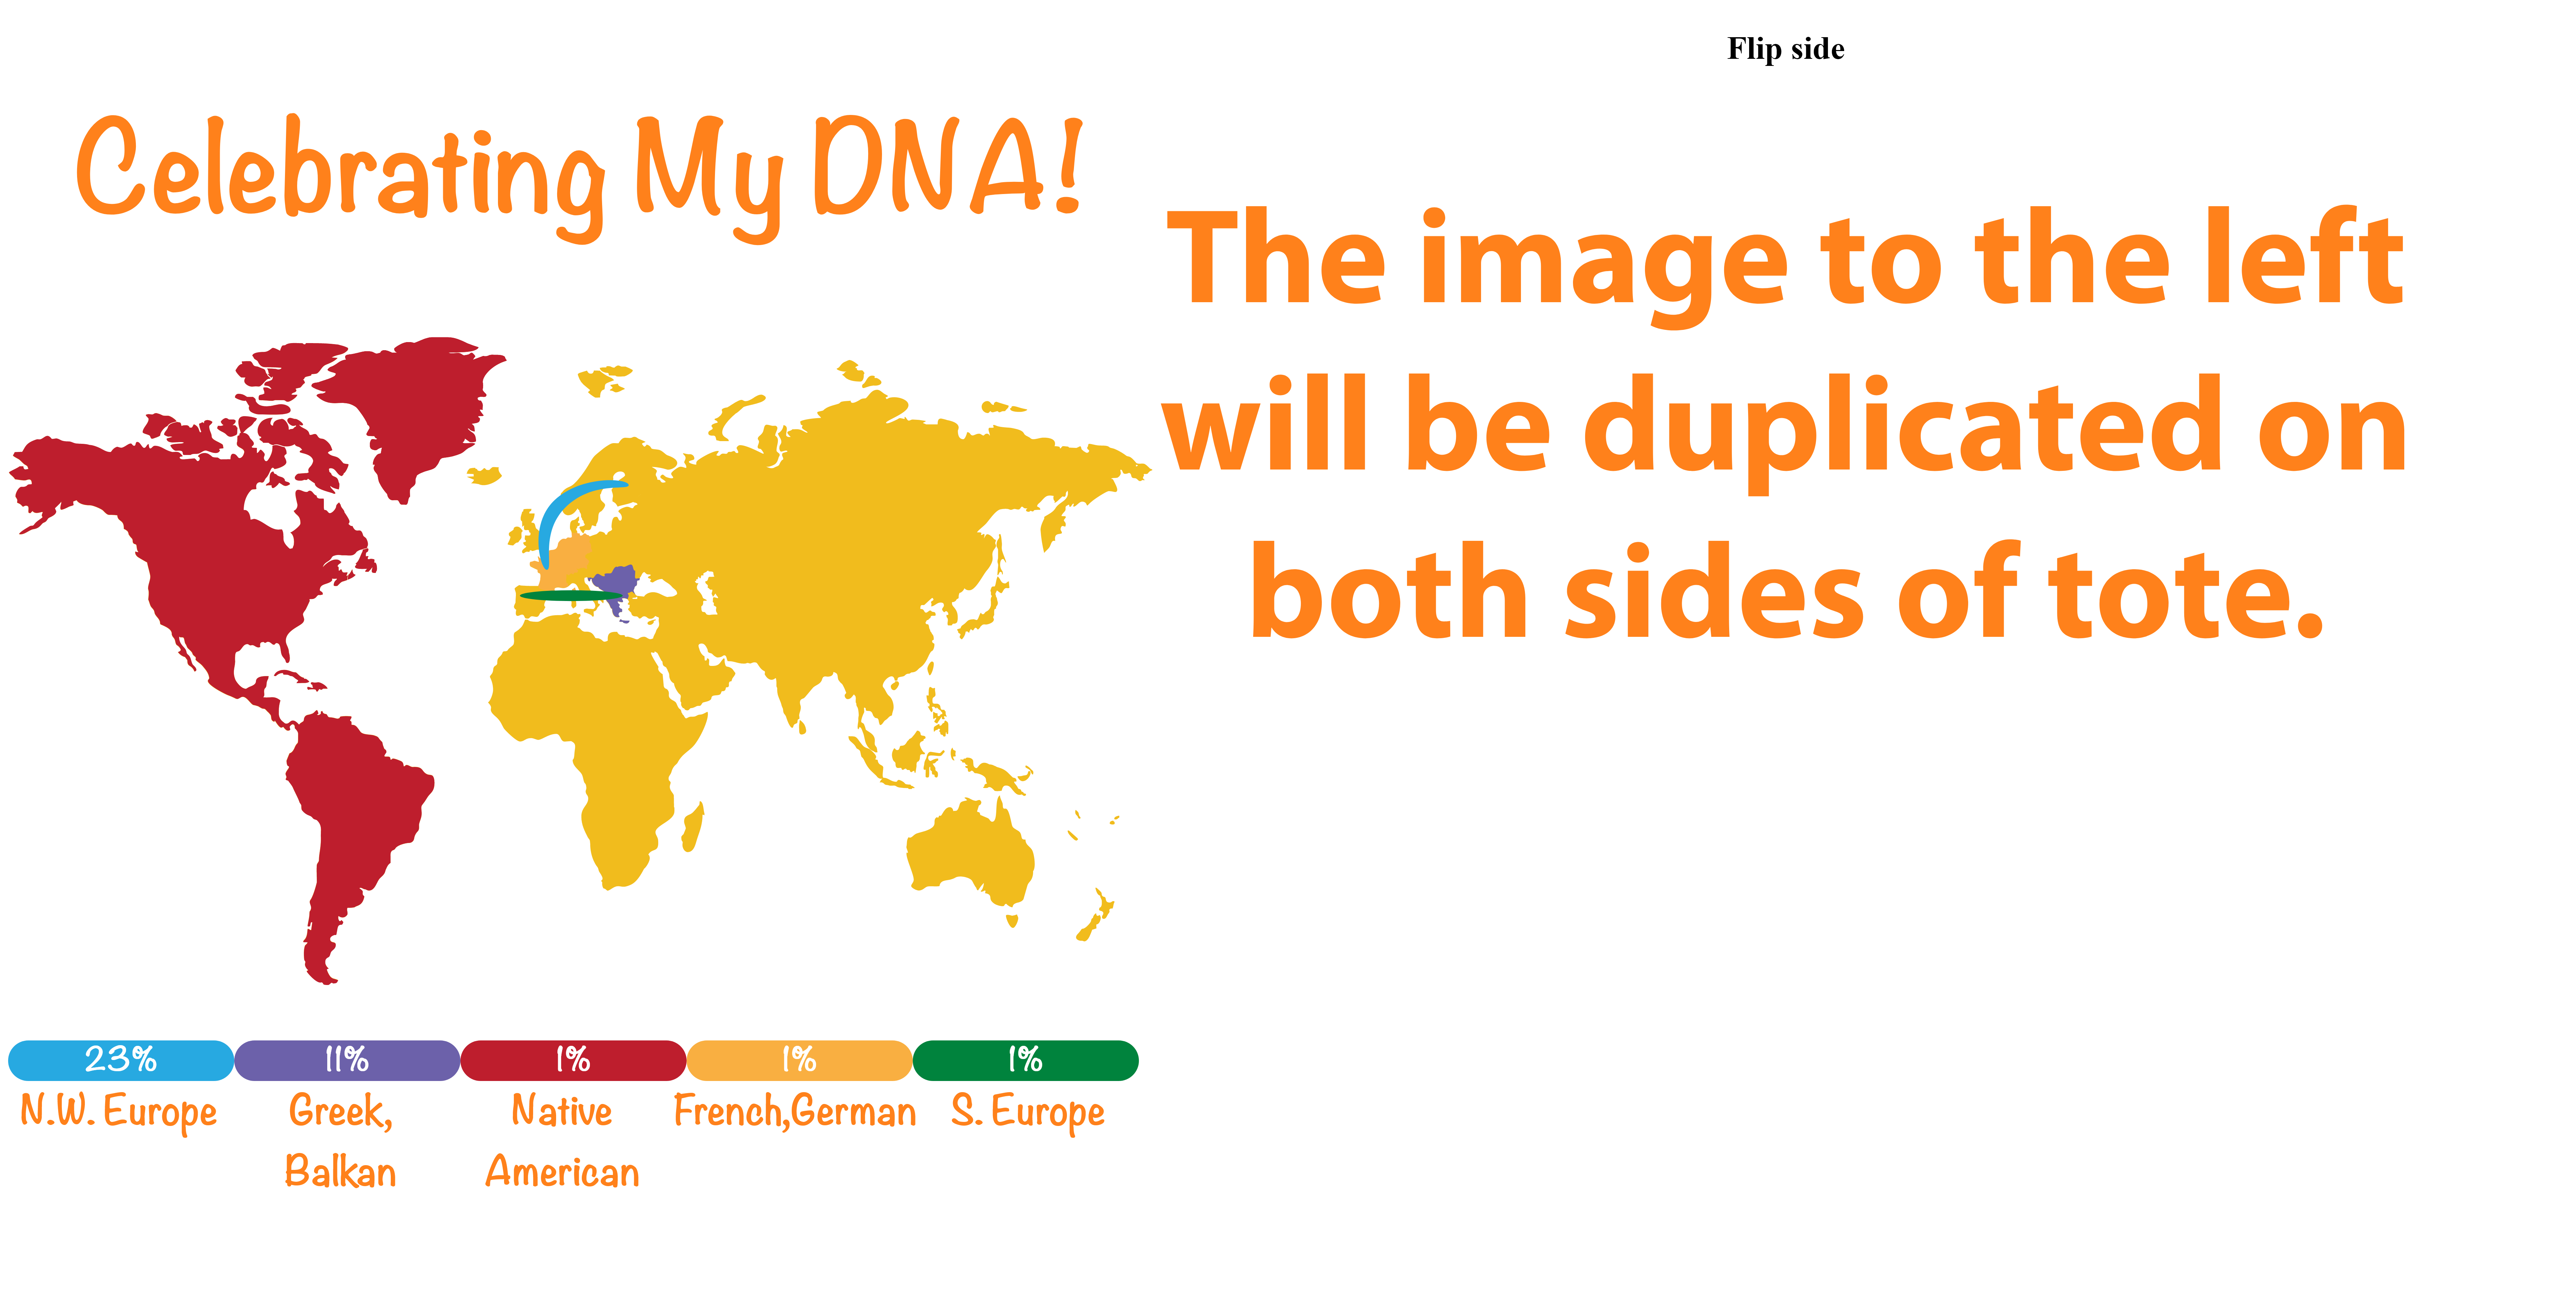 Flip side
Celebrating My DNA!
The image to the left
will be duplicated on
both sides of tote.
23% 11% 1% 1% 1%
N.W. Europe Greek, Native French,German S. Europe
Balkan American